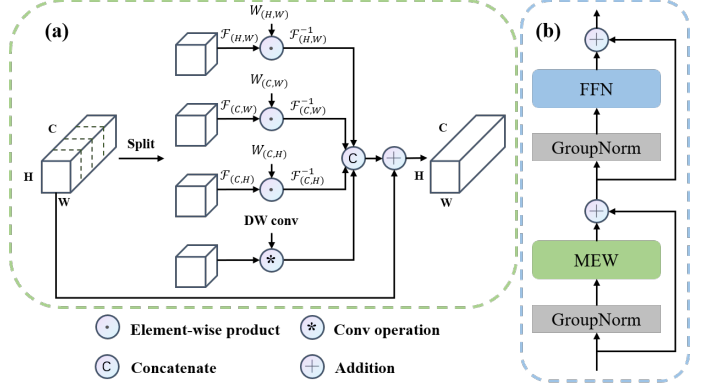 (a)
W(H,W)
F(H,W)
F⁻¹(H,W)
W(C,W)
F(C,W)
F⁻¹(C,W)
C
H
W
Split
W(C,H)
F(C,H)
F⁻¹(C,H)
C
C
H
W
DW conv
*
Element-wise product
* Conv operation
C Concatenate
+ Addition
(b)
+
FFN
GroupNorm
+
MEW
GroupNorm